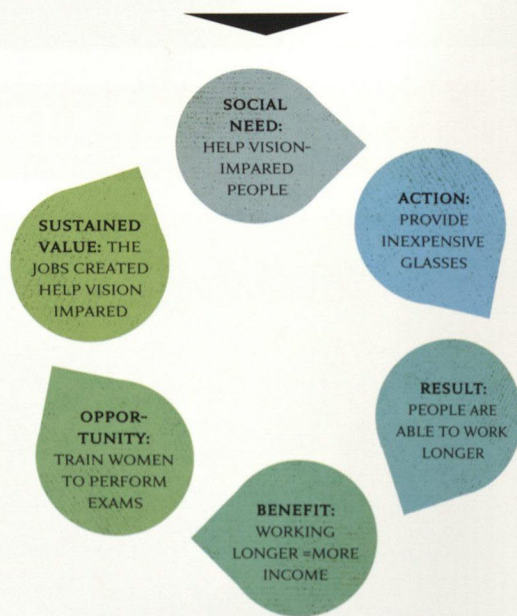 SOCIAL
NEED:
HELP VISION-
IMPARED
PEOPLE
ACTION:
PROVIDE
INEXPENSIVE
GLASSES
RESULT:
PEOPLE ARE
ABLE TO WORK
LONGER
BENEFIT:
WORKING
LONGER =MORE
INCOME
OPPOR-
TUNITY:
TRAIN WOMEN
TO PERFORM
EXAMS
SUSTAINED
VALUE: THE
JOBS CREATED
HELP VISION
IMPARED